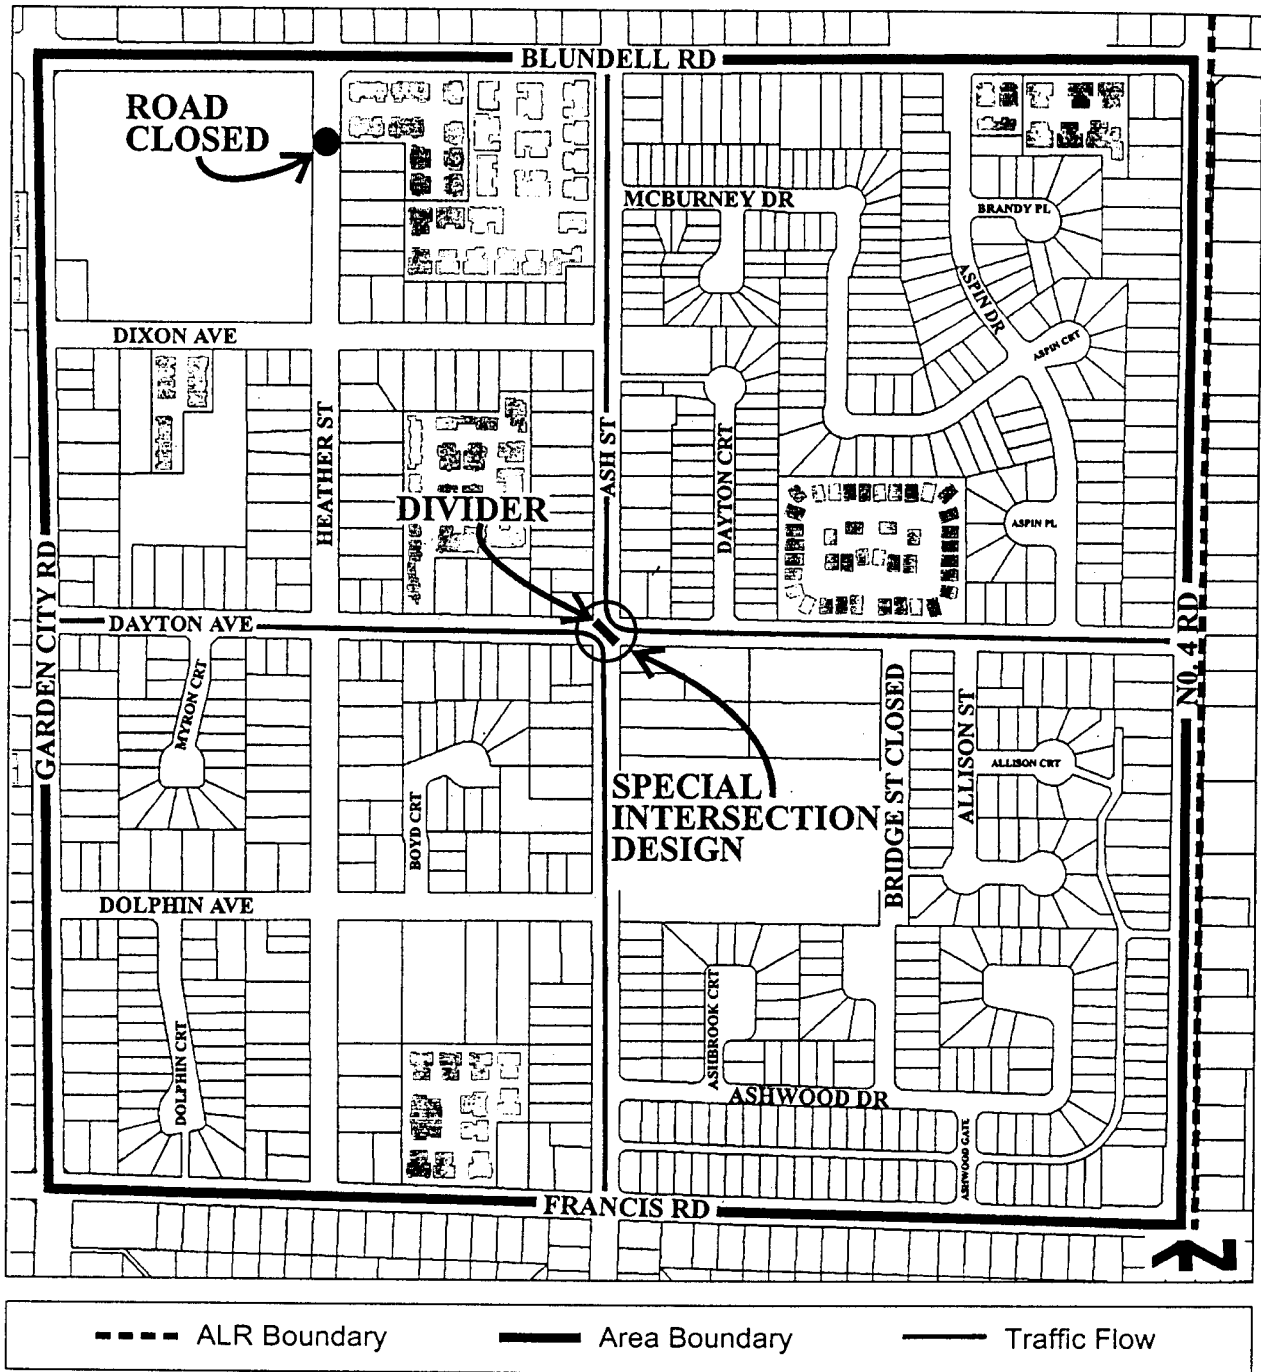 BLUNDELL RD
ROAD
CLOSED
MCBURNEY DR
BRANDY PL
ASPIN DR
ASPIN CRT
DIXON AVE
HEATHER ST
ASH ST
DAYTON CRT
DIVIDER
ASPIN PL
GARDEN CITY RD
DAYTON AVE
N0. 4 RD
MYRON CRT
BOYD CRT
SPECIAL
INTERSECTION
DESIGN
BRIDGE ST CLOSED
ALLISON ST
ALLISON CRT
DOLPHIN AVE
DOLPHIN CRT
ASHBROOK CRT
ASHWOOD DR
ASHWOOD GATE
FRANCIS RD
N
ALR Boundary
Area Boundary
Traffic Flow